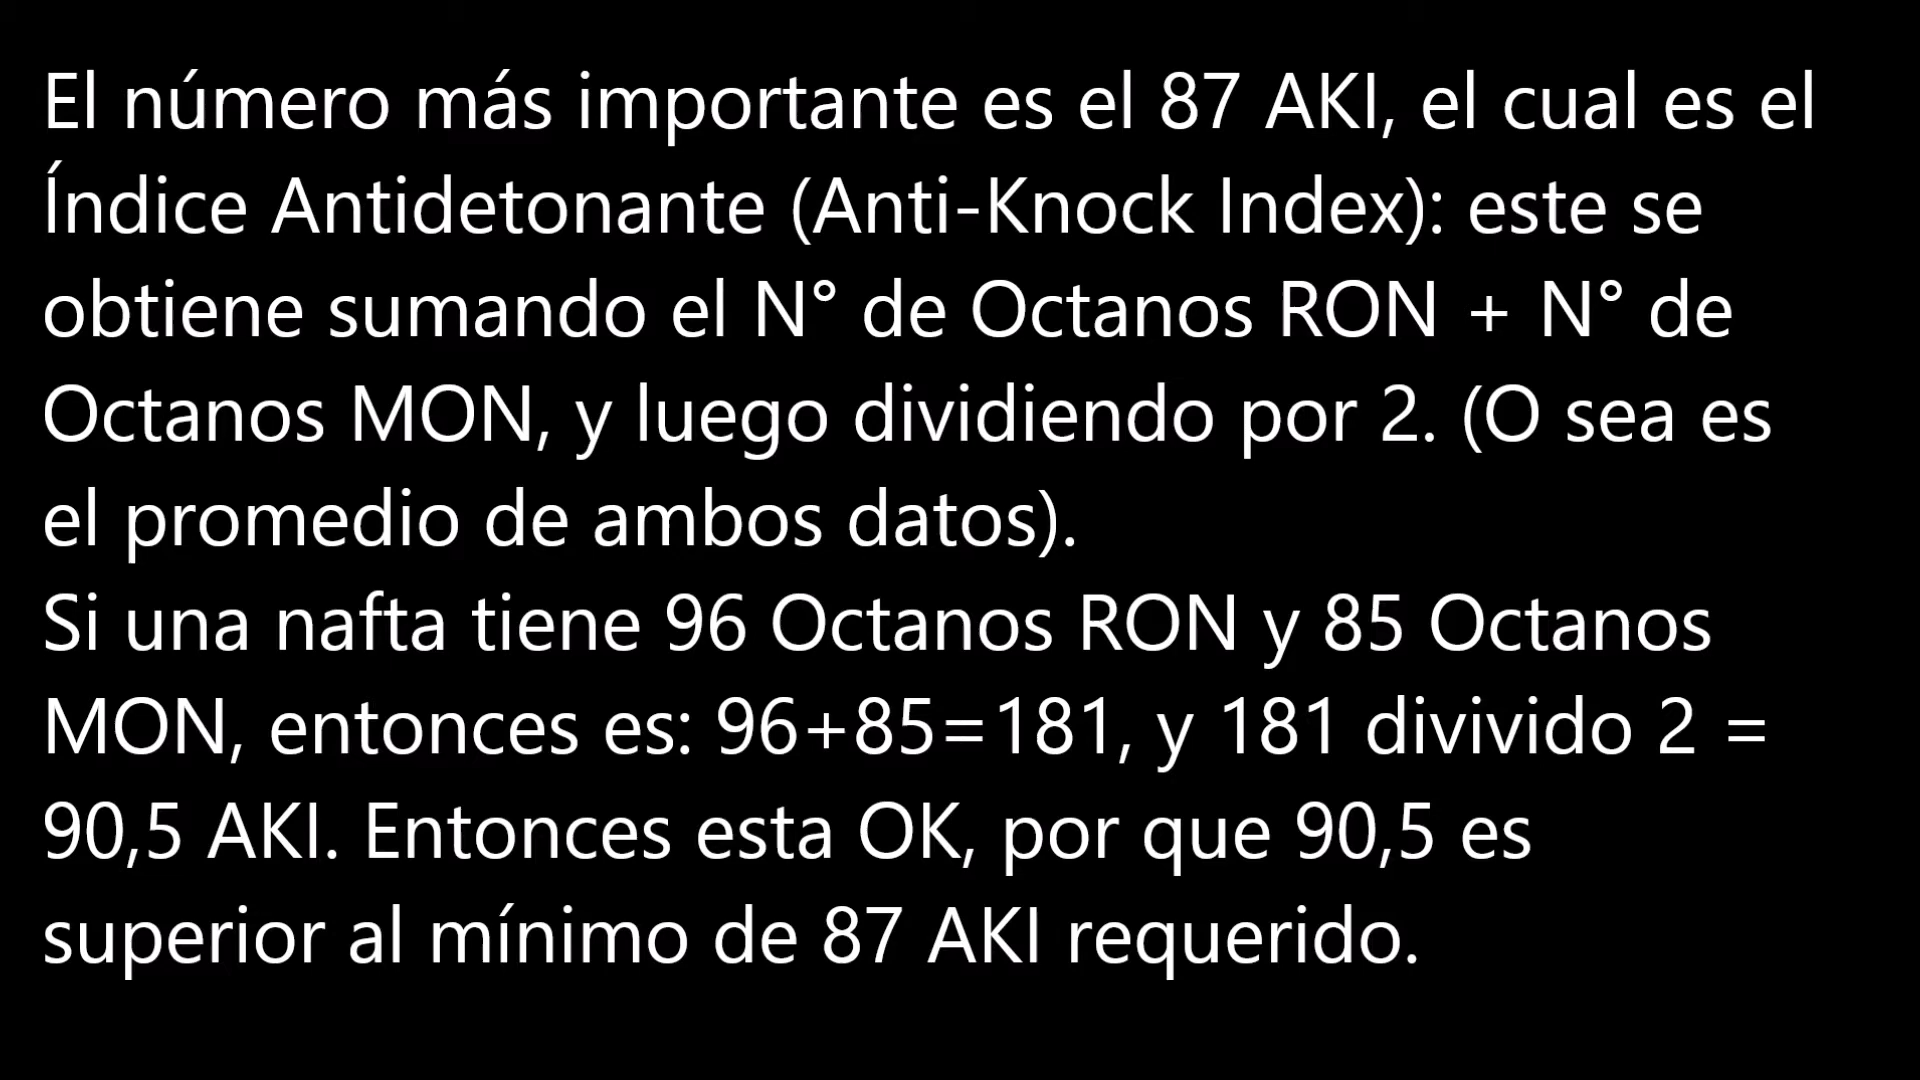 El número más importante es el 87 AKI, el cual es el
Índice Antidetonante (Anti-Knock Index): este se
obtiene sumando el N° de Octanos RON + N° de
Octanos MON, y luego dividiendo por 2. (O sea es
el promedio de ambos datos).
Si una nafta tiene 96 Octanos RON y 85 Octanos
MON, entonces es: 96+85=181, y 181 divivido 2 =
90,5 AKI. Entonces esta OK, por que 90,5 es
superior al mínimo de 87 AKI requerido.